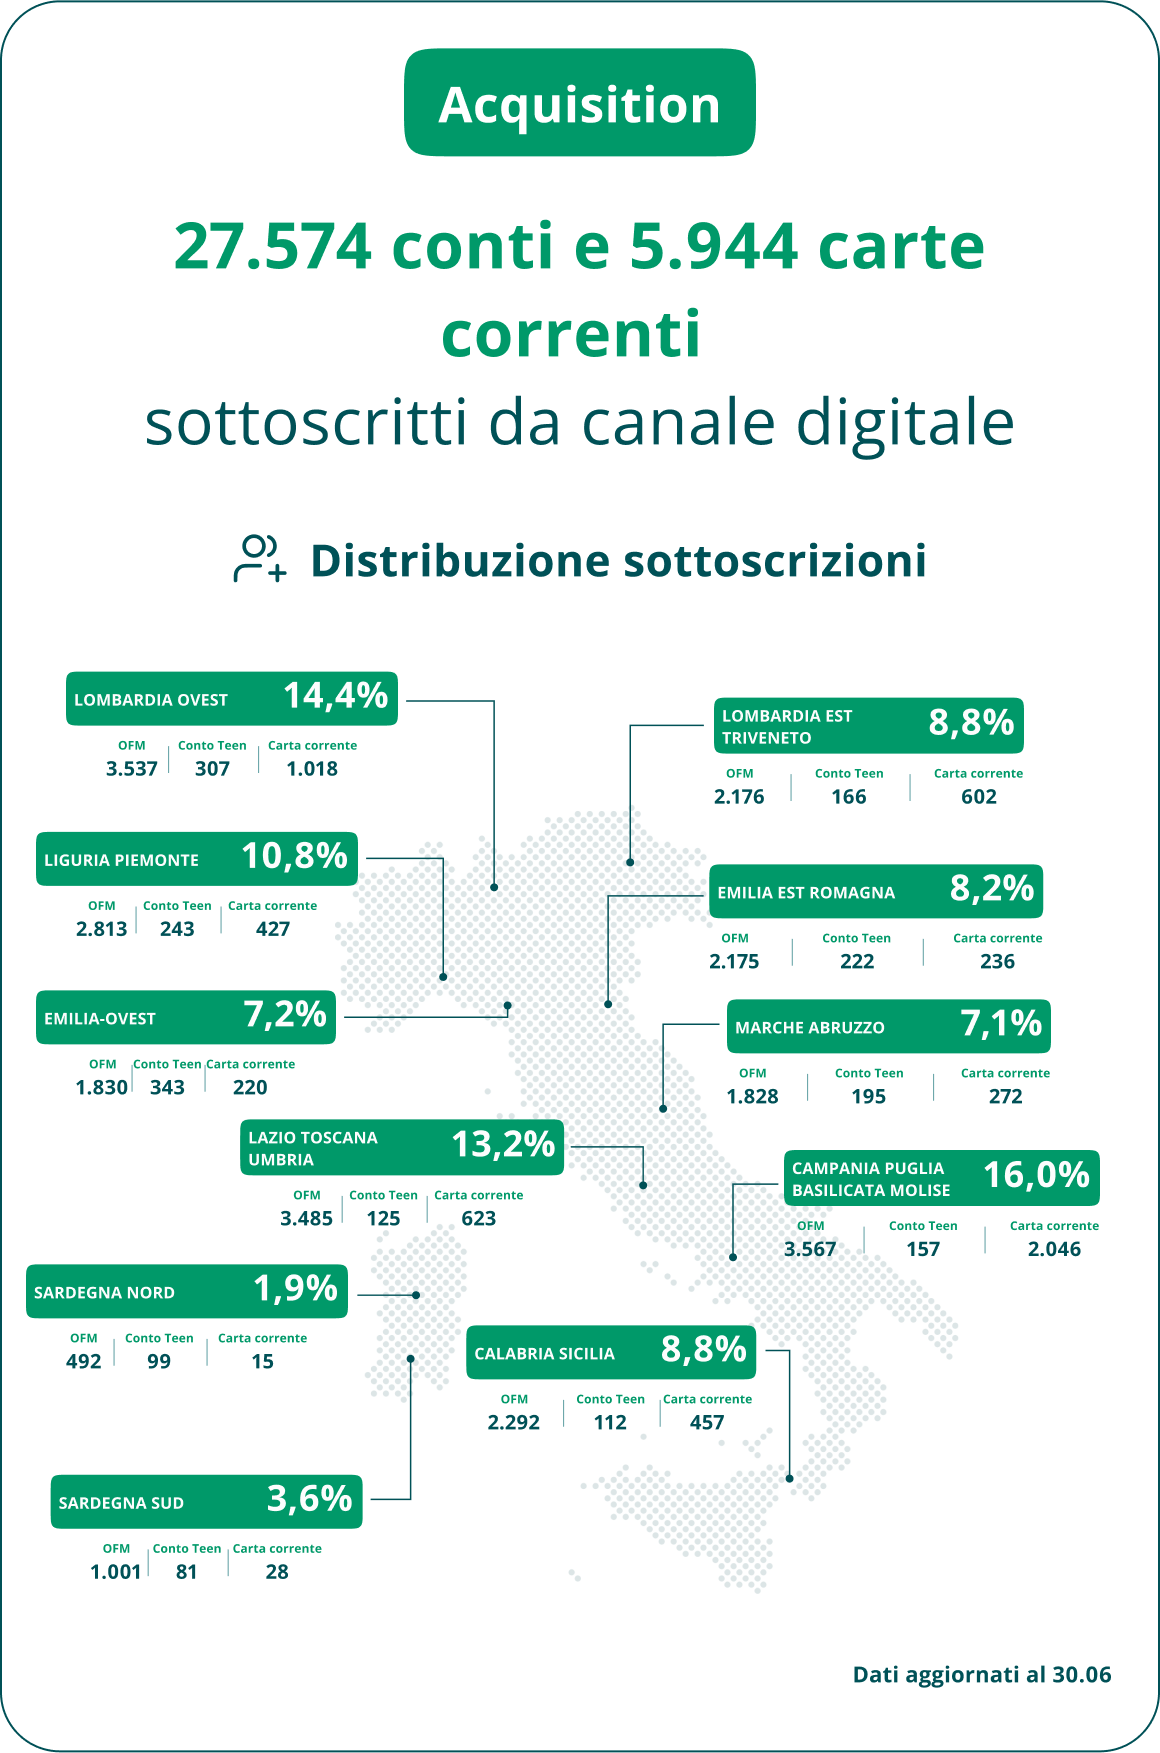 Acquisition
27.574 conti e 5.944 carte
correnti
sottoscritti da canale digitale
Distribuzione sottoscrizioni
LOMBARDIA OVEST 14,4%
OFM Conto Teen Carta corrente
3.537 307 1.018
LOMBARDIA EST
TRIVENETO 8,8%
OFM Conto Teen Carta corrente
2.176 166 602
LIGURIA PIEMONTE 10,8%
OFM Conto Teen Carta corrente
2.813 243 427
EMILIA EST ROMAGNA 8,2%
OFM Conto Teen Carta corrente
2.175 222 236
EMILIA-OVEST 7,2%
OFM Conto Teen Carta corrente
1.830 343 220
MARCHE ABRUZZO 7,1%
OFM Conto Teen Carta corrente
1.828 195 272
LAZIO TOSCANA
UMBRIA 13,2%
OFM Conto Teen Carta corrente
3.485 125 623
CAMPANIA PUGLIA
BASILICATA MOLISE 16,0%
OFM Conto Teen Carta corrente
3.567 157 2.046
SARDEGNA NORD 1,9%
OFM Conto Teen Carta corrente
492 99 15
CALABRIA SICILIA 8,8%
OFM Conto Teen Carta corrente
2.292 112 457
SARDEGNA SUD 3,6%
OFM Conto Teen Carta corrente
1.001 81 28
Dati aggiornati al 30.06